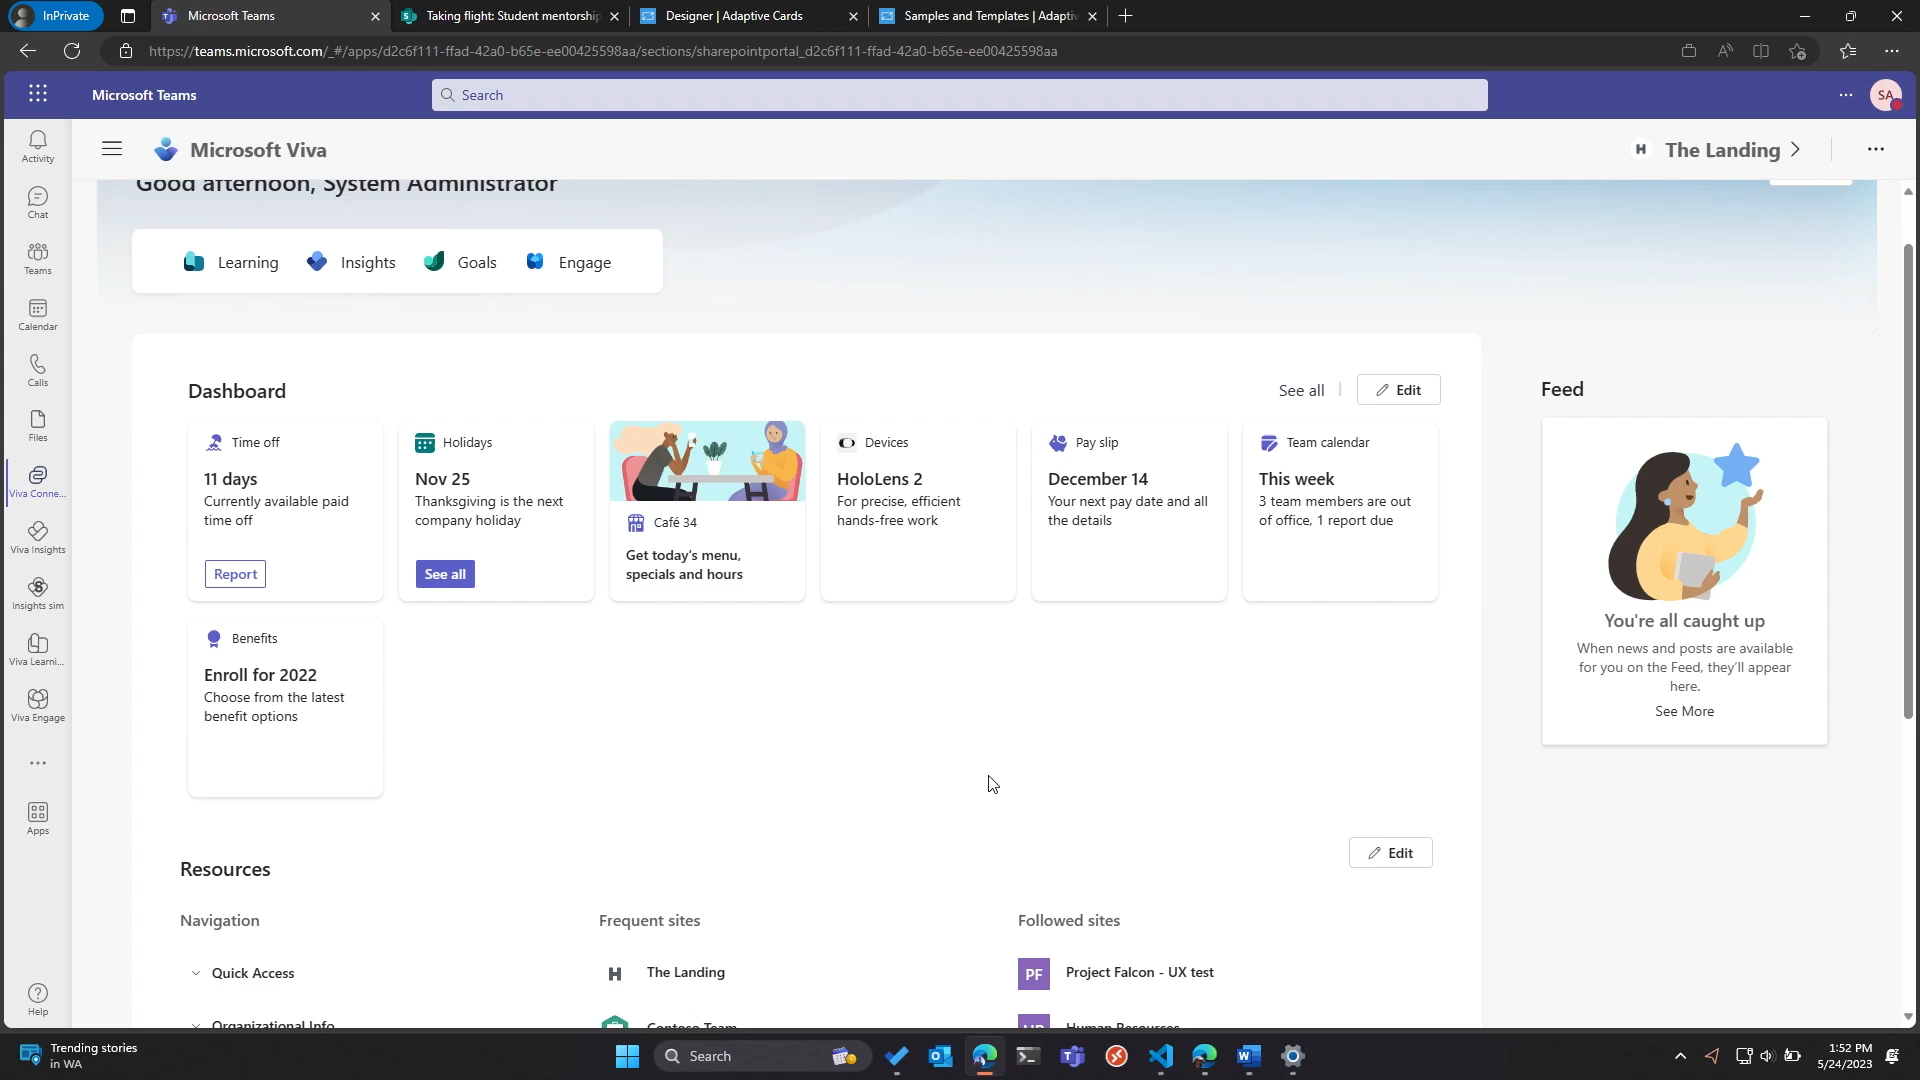 InPrivate
Microsoft Teams
Taking flight: Student mentorship
Designer | Adaptive Cards
Samples and Templates | Adaptiv
https://teams.microsoft.com/_#/apps/d2c6f111-ffad-42a0-b65e-ee00425598aa/sections/sharepointportal_d2c6f111-ffad-42a0-b65e-ee00425598aa
Microsoft Teams
Search
SA
Activity
Chat
Teams
Calendar
Calls
Files
Viva Conne...
Viva Insights
Insights sim
Viva Learni...
Viva Engage
Apps
Help
Microsoft Viva
H The Landing
Good afternoon, System Administrator
Learning
Insights
Goals
Engage
Dashboard
See all
Edit
Time off
11 days
Currently available paid
time off
Report
Holidays
Nov 25
Thanksgiving is the next
company holiday
See all
Café 34
Get today's menu,
specials and hours
Devices
HoloLens 2
For precise, efficient
hands-free work
Pay slip
December 14
Your next pay date and all
the details
Team calendar
This week
3 team members are out
of office, 1 report due
Benefits
Enroll for 2022
Choose from the latest
benefit options
Feed
You're all caught up
When news and posts are available
for you on the Feed, they'll appear
here.
See More
Resources
Edit
Navigation
Quick Access
Organizational Info
Frequent sites
H The Landing
Contoso Team
Followed sites
PF Project Falcon - UX test
HR Human Resources
Trending stories
in WA
Search
1:52 PM
5/24/2023